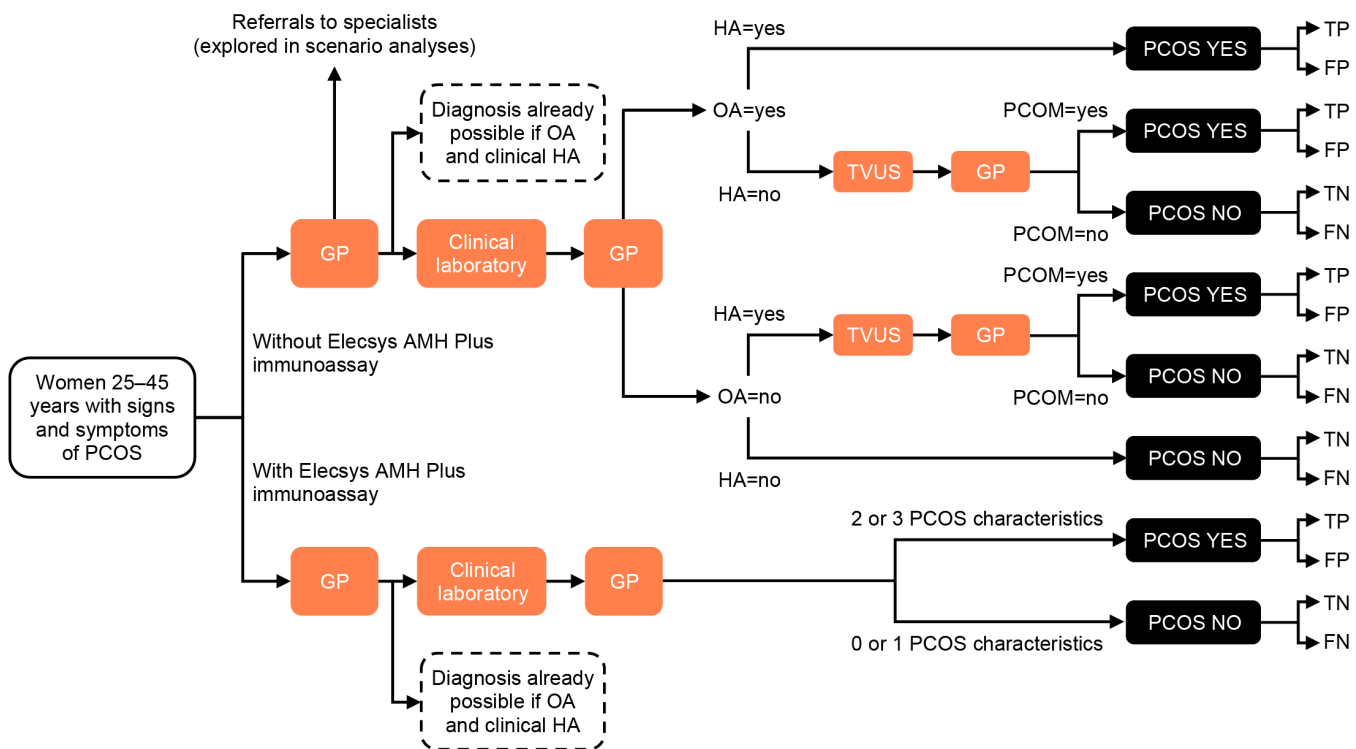 Referrals to specialists
(explored in scenario analyses)
Diagnosis already
possible if OA
and clinical HA
GP
Clinical
laboratory
GP
Without Elecsys AMH Plus
immunoassay
Women 25–45
years with signs
and symptoms
of PCOS
With Elecsys AMH Plus
immunoassay
GP
Clinical
laboratory
GP
Diagnosis already
possible if OA
and clinical HA
HA=yes
OA=yes
HA=no
TVUS
GP
PCOM=yes
PCOM=no
HA=yes
OA=no
HA=no
TVUS
GP
PCOM=yes
PCOM=no
2 or 3 PCOS characteristics
0 or 1 PCOS characteristics
PCOS YES
TP
FP
PCOS YES
TP
FP
PCOS NO
TN
FN
PCOS YES
TP
FP
PCOS NO
TN
FN
PCOS NO
TN
FN
PCOS YES
TP
FP
PCOS NO
TN
FN